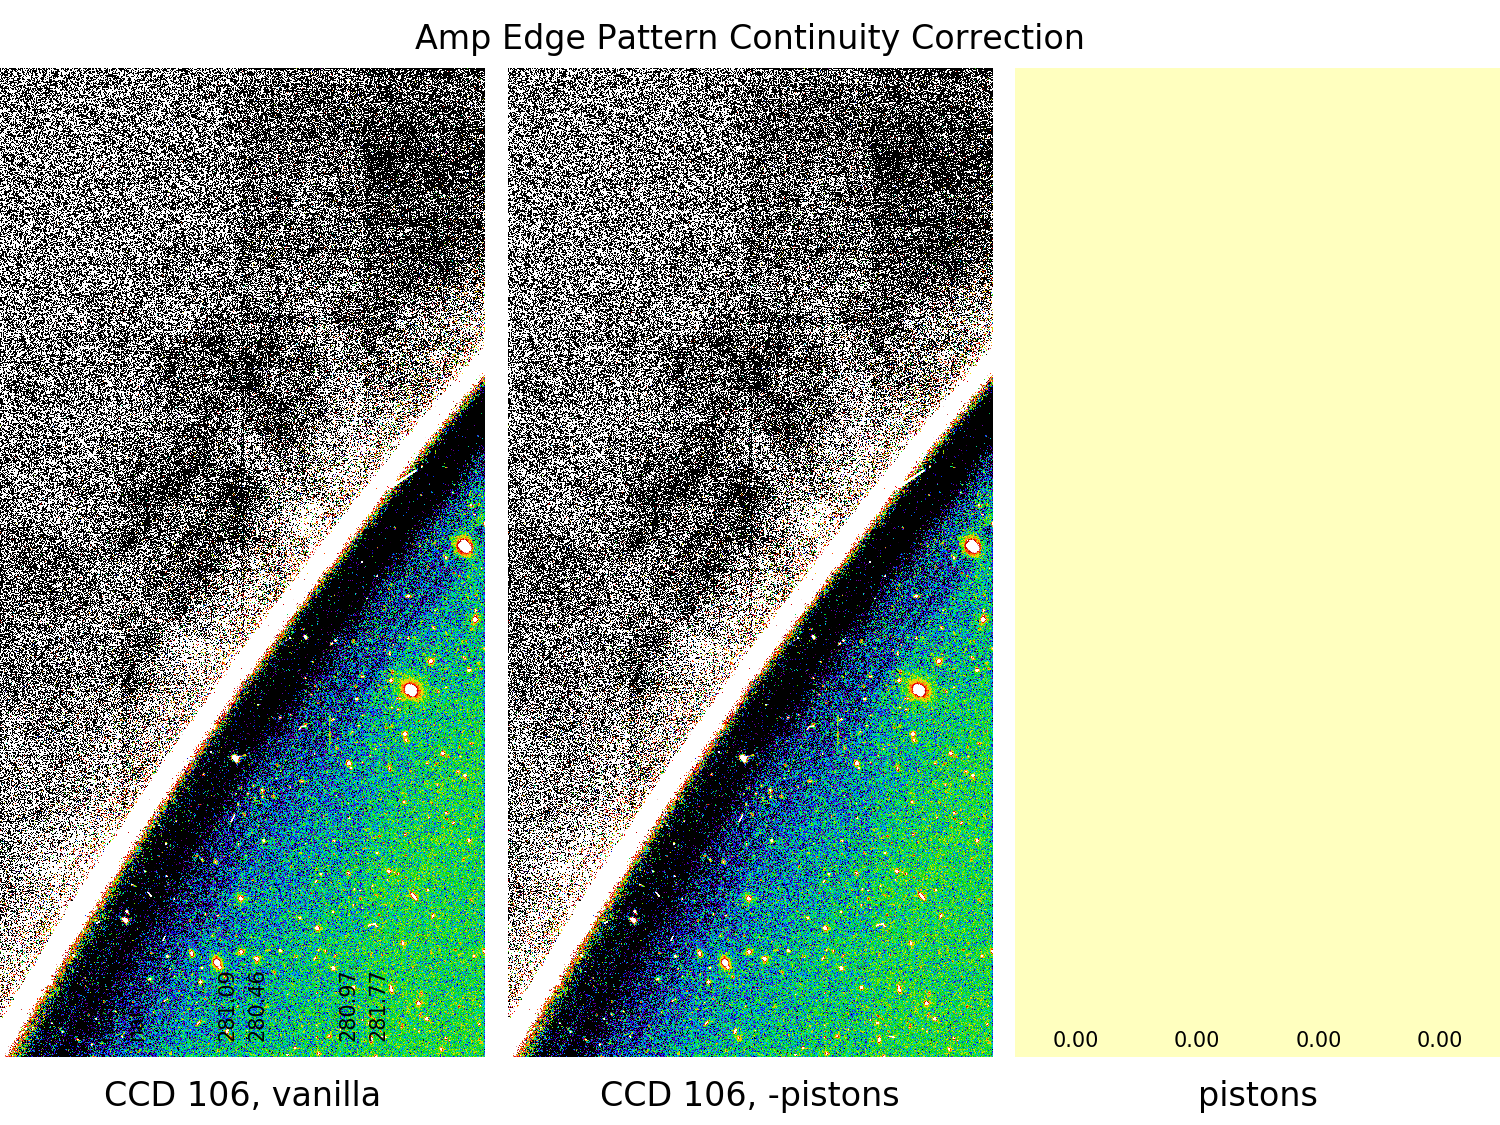 Amp Edge Pattern Continuity Correction
281.09
280.46
280.97
281.77
0.00 0.00 0.00 0.00
CCD 106, vanilla CCD 106, -pistons pistons